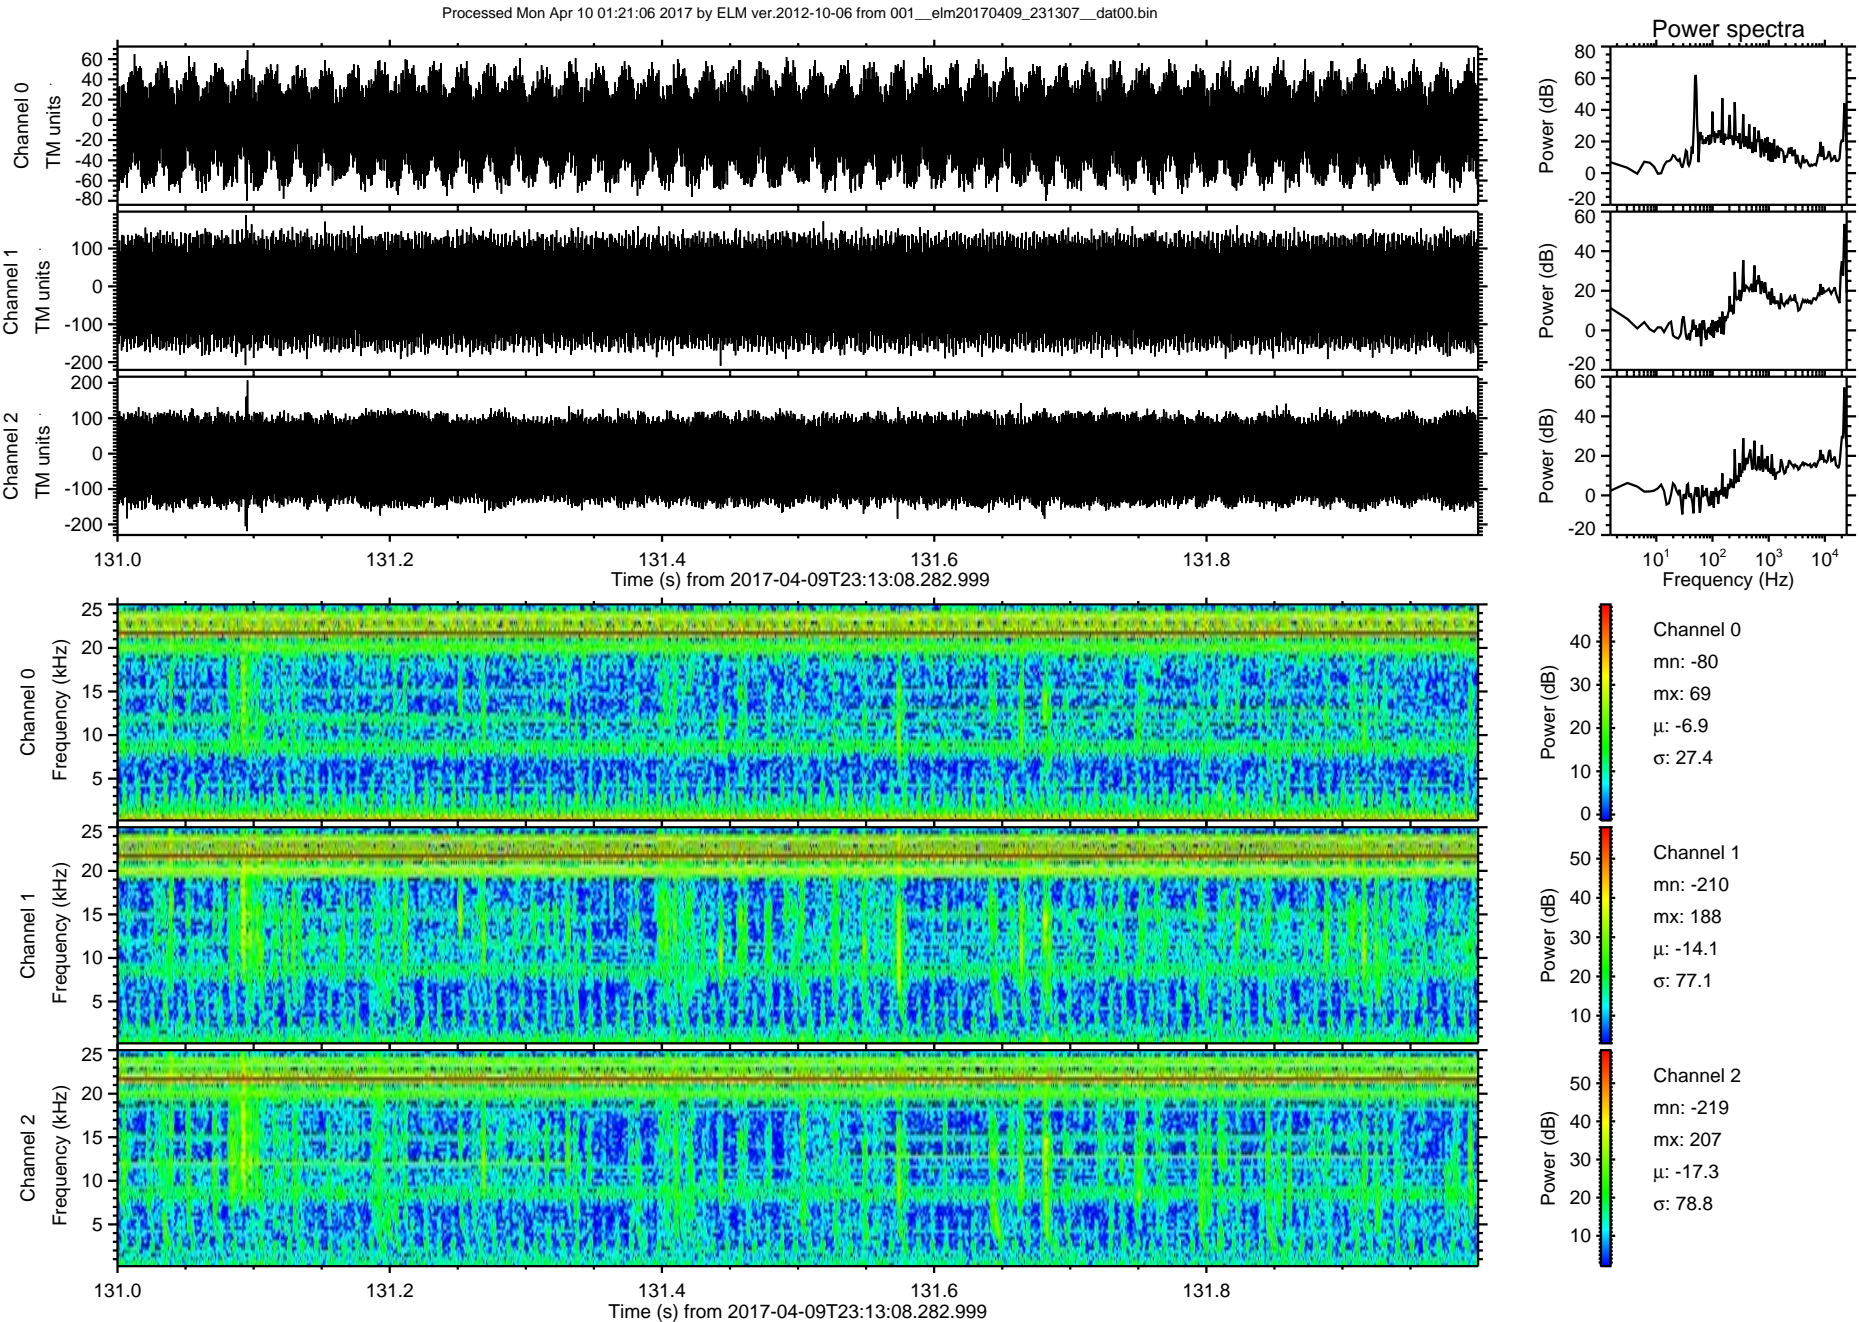 Processed Mon Apr 10 01:21:06 2017 by ELM ver.2012-10-06 from 001__elm20170409_231307__dat00.bin
Power spectra
Channel 0
TM units
60
40
20
0
-20
-40
-60
-80
Power (dB)
80
60
40
20
0
-20
Channel 1
TM units
100
0
-100
-200
Power (dB)
60
40
20
0
-20
Channel 2
TM units
200
100
0
-100
-200
Power (dB)
60
40
20
0
-20
131.0 131.2 131.4 131.6 131.8
Time (s) from 2017-04-09T23:13:08.282.999
10^1 10^2 10^3 10^4
Frequency (Hz)
Channel 0
Frequency (kHz)
25
20
15
10
5
Power (dB)
40
30
20
10
0
Channel 0
mn: -80
mx: 69
μ: -6.9
σ: 27.4
Channel 1
Frequency (kHz)
25
20
15
10
5
Power (dB)
50
40
30
20
10
Channel 1
mn: -210
mx: 188
μ: -14.1
σ: 77.1
Channel 2
Frequency (kHz)
25
20
15
10
5
Power (dB)
50
40
30
20
10
Channel 2
mn: -219
mx: 207
μ: -17.3
σ: 78.8
131.0 131.2 131.4 131.6 131.8
Time (s) from 2017-04-09T23:13:08.282.999